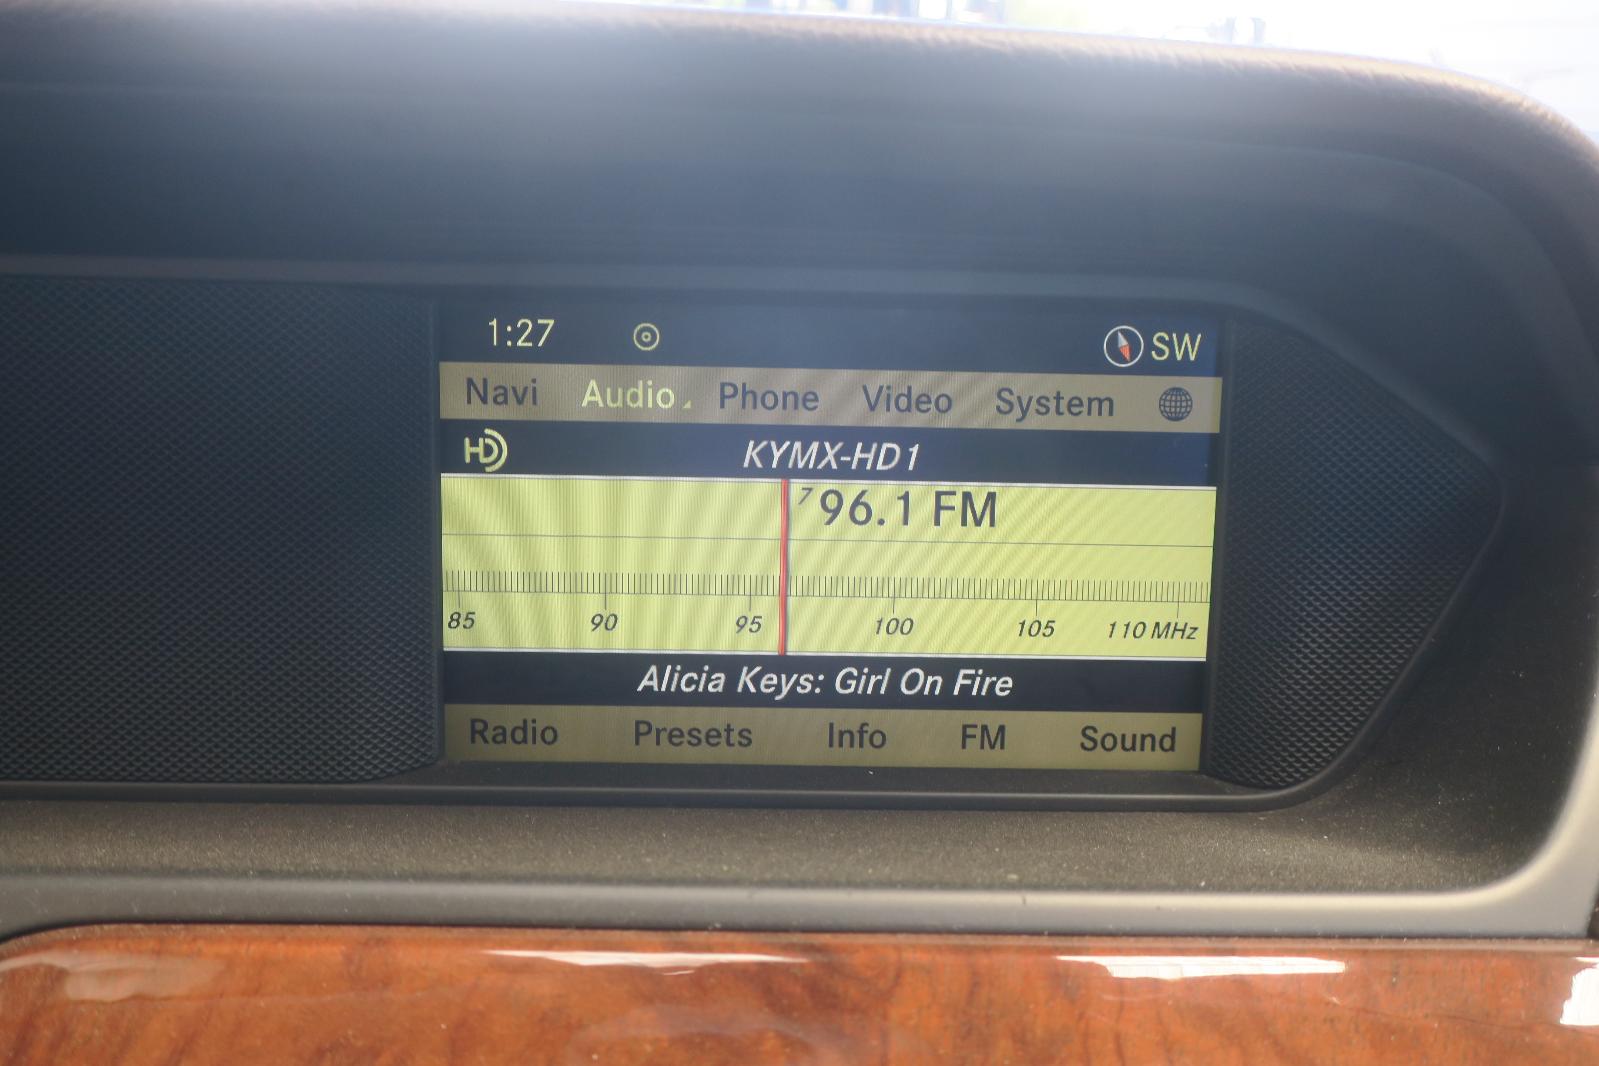 1:27 SW
Navi Audio Phone Video System
HD KYMX-HD1
7 96.1 FM
85 90 95 100 105 110 MHz
Alicia Keys: Girl On Fire
Radio Presets Info FM Sound